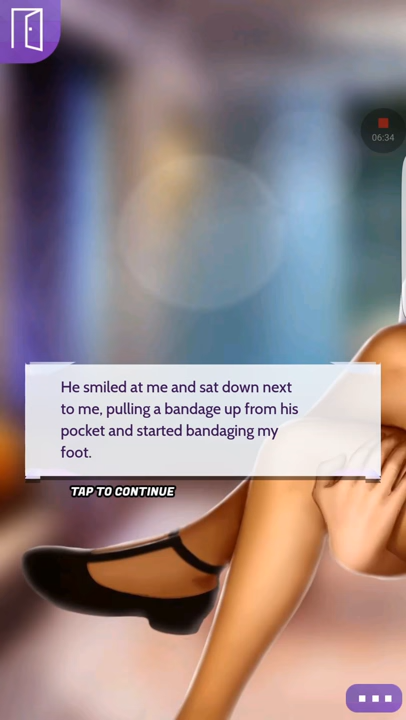 06:34
He smiled at me and sat down next
to me, pulling a bandage up from his
pocket and started bandaging my
foot.
TAP TO CONTINUE